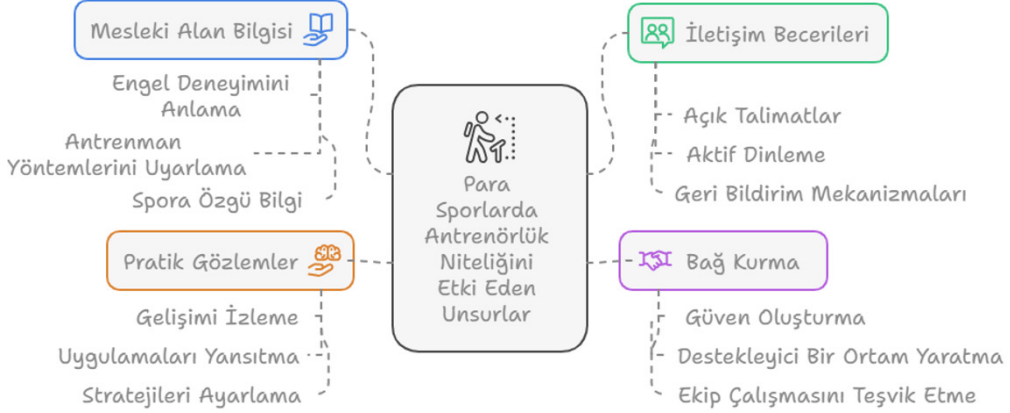 Mesleki Alan Bilgisi
Engel Deneyimini
Anlama
Antrenman
Yöntemlerini Uyarlama
Spora Özgü Bilgi
Pratik Gözlemler
Gelişimi İzleme
Uygulamaları Yansıtma
Stratejileri Ayarlama
Para
Sporlarda
Antrenörlük
Niteliğini
Etki Eden
Unsurlar
İletişim Becerileri
Açık Talimatlar
Aktif Dinleme
Geri Bildirim Mekanizmaları
Bağ Kurma
Güven Oluşturma
Destekleyici Bir Ortam Yaratma
Ekip Çalışmasını Teşvik Etme